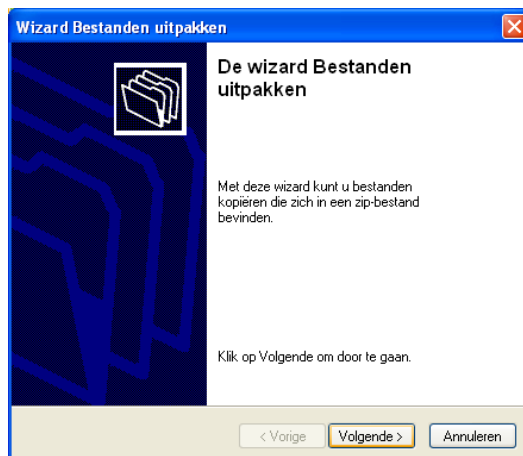 Wizard Bestanden uitpakken
De wizard Bestanden
uitpakken
Met deze wizard kunt u bestanden
kopiëren die zich in een zip-bestand
bevinden.
Klik op Volgende om door te gaan.
< Vorige Volgende > Annuleren